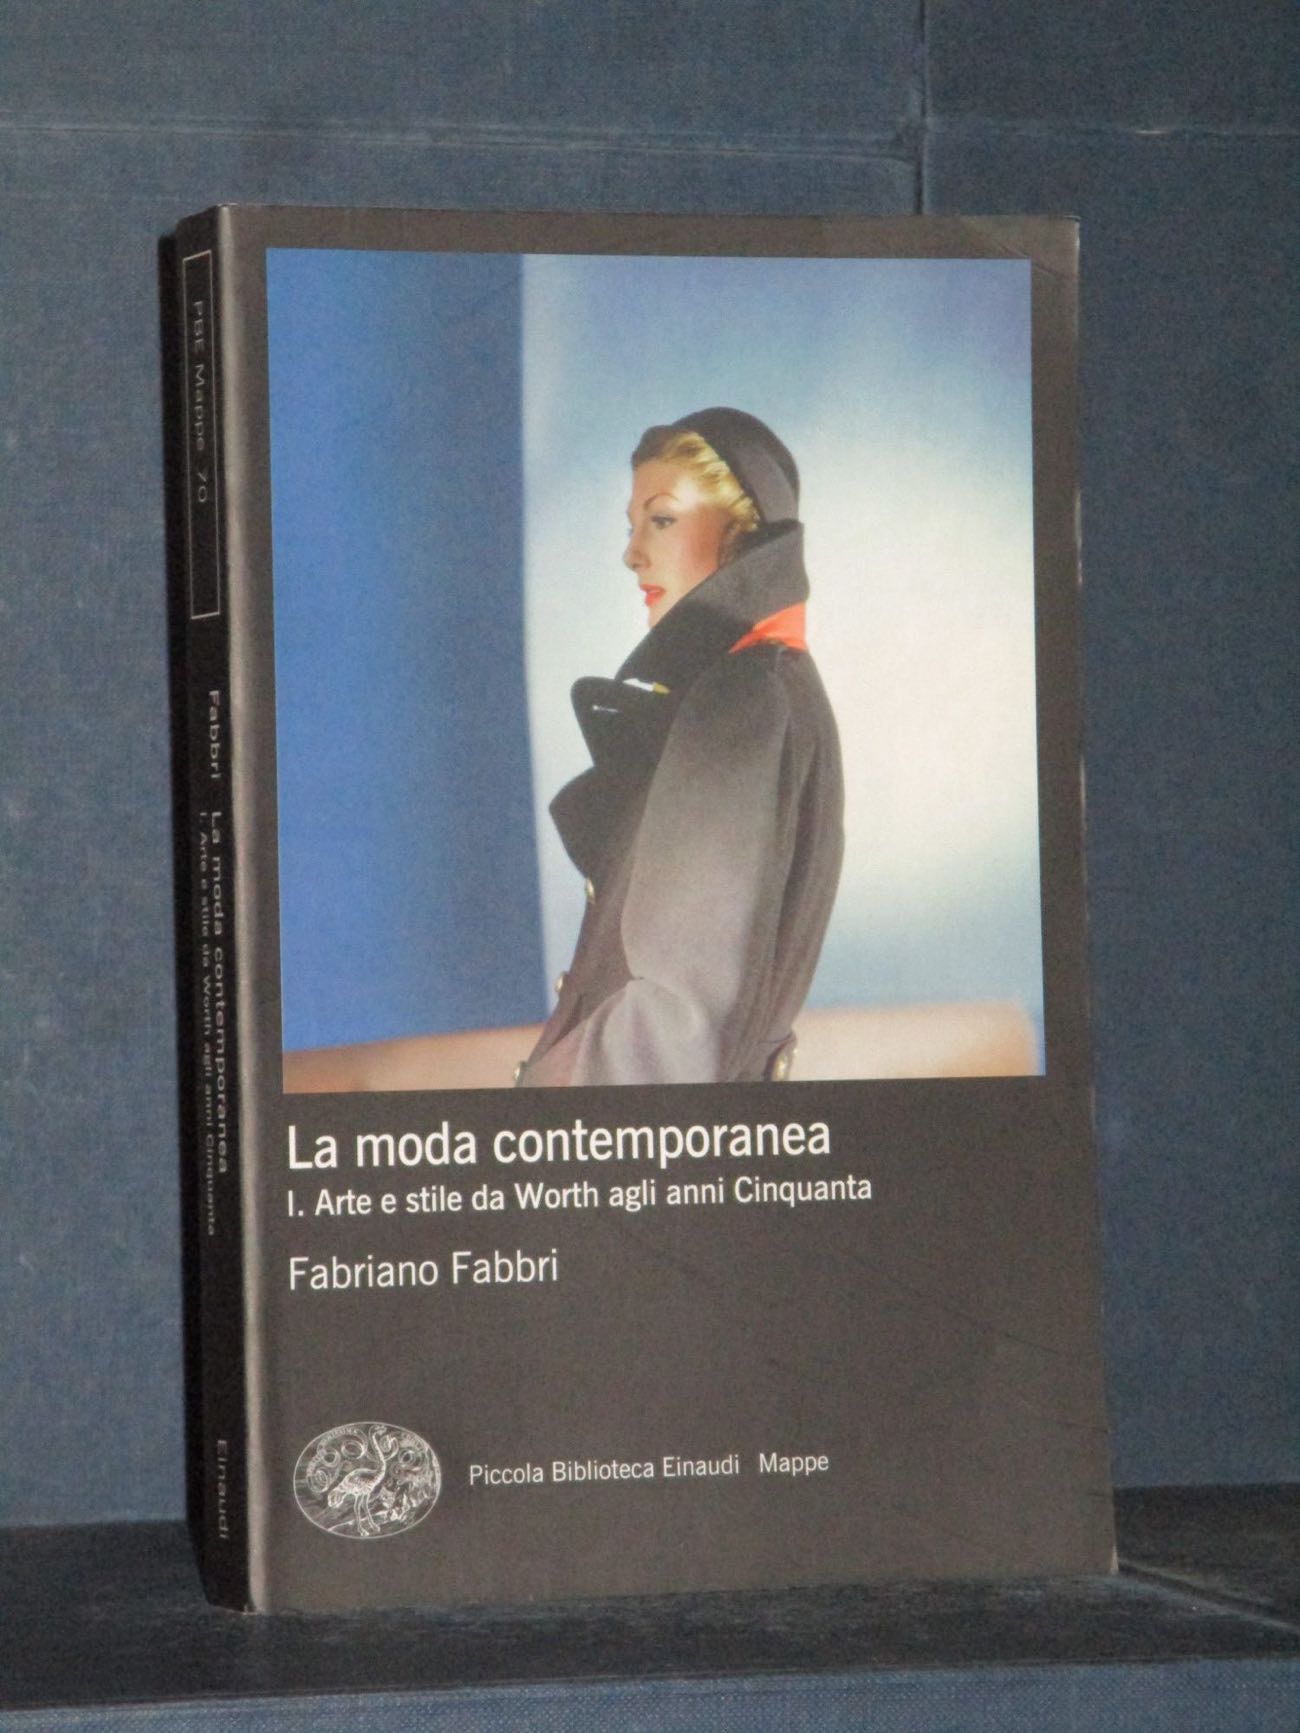 PBE Mappe 70
Fabbri La moda contemporanea
I. Arte e stile da Worth agli anni Cinquanta
Einaudi
La moda contemporanea
I. Arte e stile da Worth agli anni Cinquanta
Fabriano Fabbri
Piccola Biblioteca Einaudi Mappe